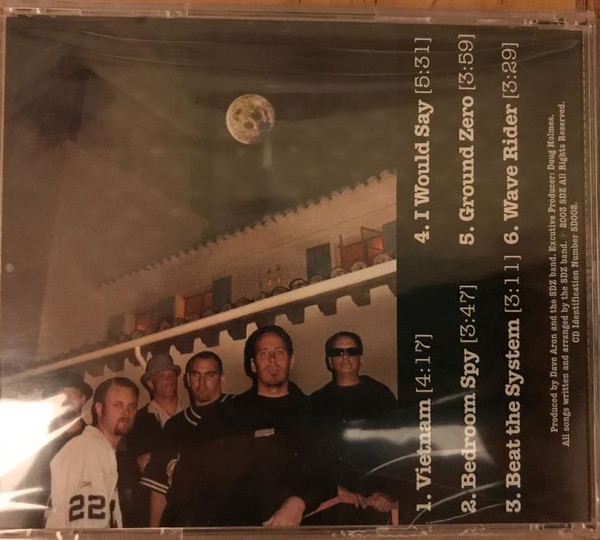 1. Vietnam [4:17]
2. Bedroom Spy [3:47]
3. Beat the System [3:11]
4. I Would Say [5:31]
5. Ground Zero [3:59]
6. Wave Rider [3:29]
Produced by Dave Aron and the SDZ band. Excutive Producer: Doug Holmes.
All songs written and arranged by the SDZ band. 2003 SDZ All Rights Reserved.
CD Identification Number SD002.
22